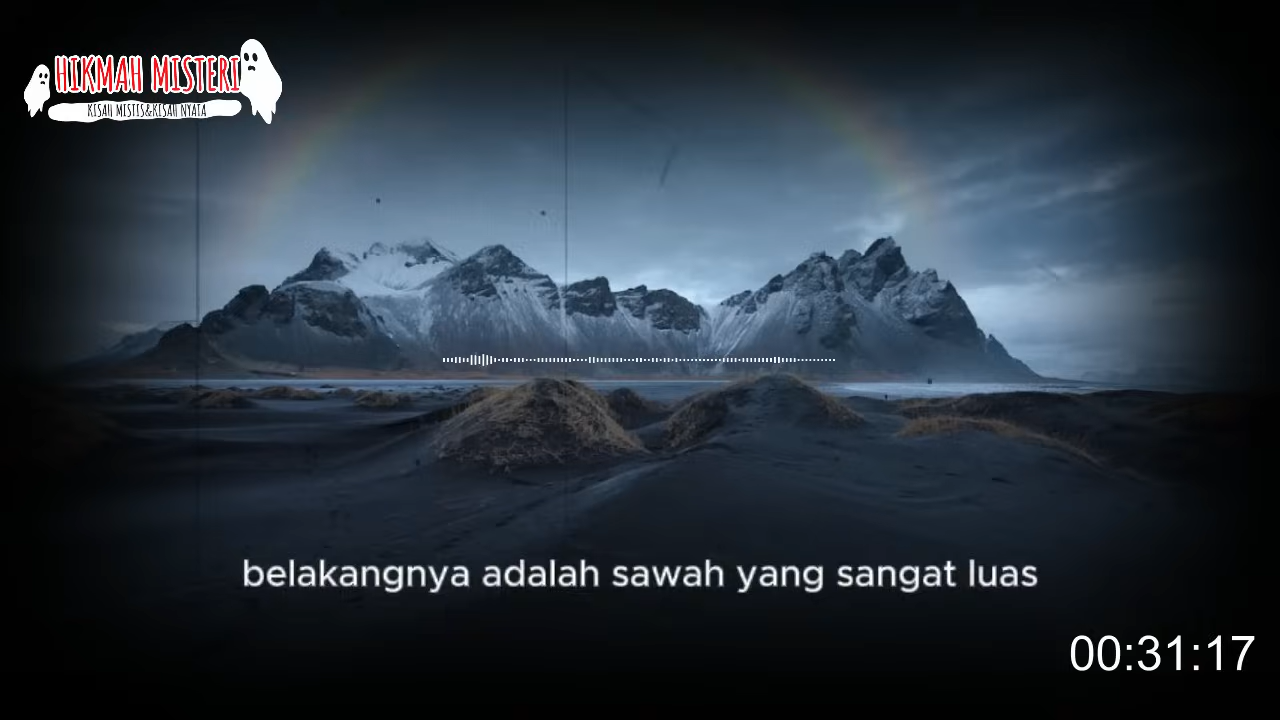 HIKMAH MISTERI
KISAH MISTIS&KISAH NYATA
belakangnya adalah sawah yang sangat luas
00:31:17